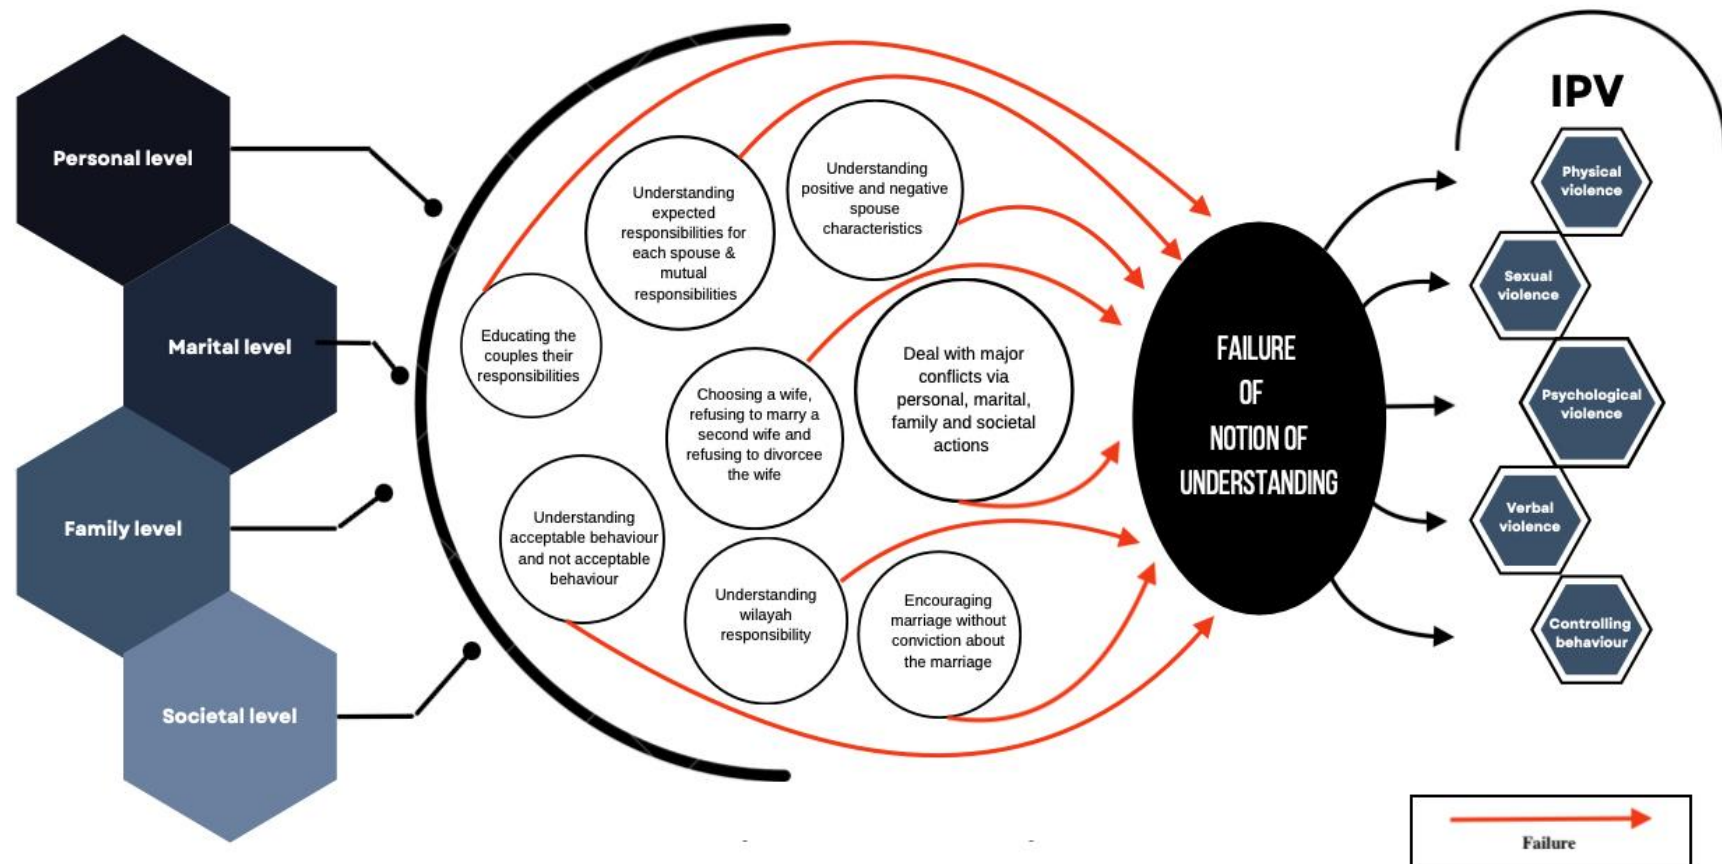 Personal level
Marital level
Family level
Societal level
Educating the
couples their
responsibilities
Understanding
expected
responsibilities for
each spouse &
mutual
responsibilities
Understanding
positive and negative
spouse
characteristics
Choosing a wife,
refusing to marry a
second wife and
refusing to divorcee
the wife
Deal with major
conflicts via
personal, marital,
family and societal
actions
Understanding
acceptable behaviour
and not acceptable
behaviour
Understanding
wilayah
responsibility
Encouraging
marriage without
conviction about
the marriage
FAILURE
OF
NOTION OF
UNDERSTANDING
IPV
Physical
violence
Sexual
violence
Psychological
violence
Verbal
violence
Controlling
behaviour
Failure